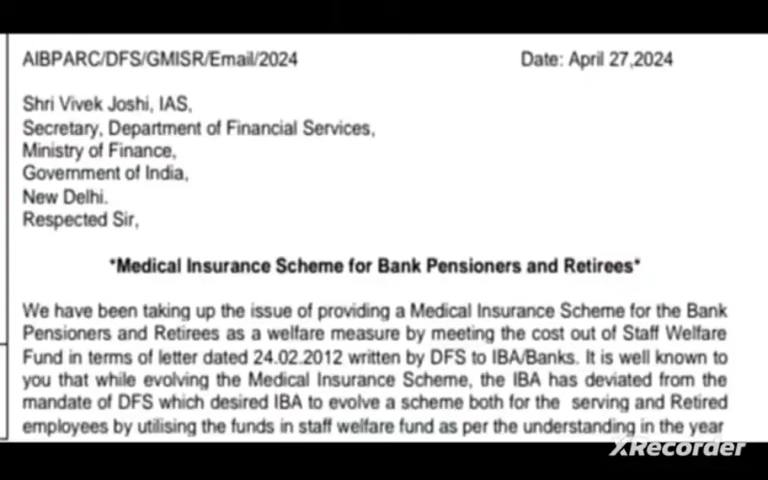 AIBPARC/DFS/GMISR/Email/2024 Date: April 27,2024
Shri Vivek Joshi, IAS,
Secretary, Department of Financial Services,
Ministry of Finance,
Government of India,
New Delhi.
Respected Sir,
*Medical Insurance Scheme for Bank Pensioners and Retirees*
We have been taking up the issue of providing a Medical Insurance Scheme for the Bank
Pensioners and Retirees as a welfare measure by meeting the cost out of Staff Welfare
Fund in terms of letter dated 24.02.2012 written by DFS to IBA/Banks. It is well known to
you that while evolving the Medical Insurance Scheme, the IBA has deviated from the
mandate of DFS which desired IBA to evolve a scheme both for the serving and Retired
employees by utilising the funds in staff welfare fund as per the understanding in the year
XRecorder